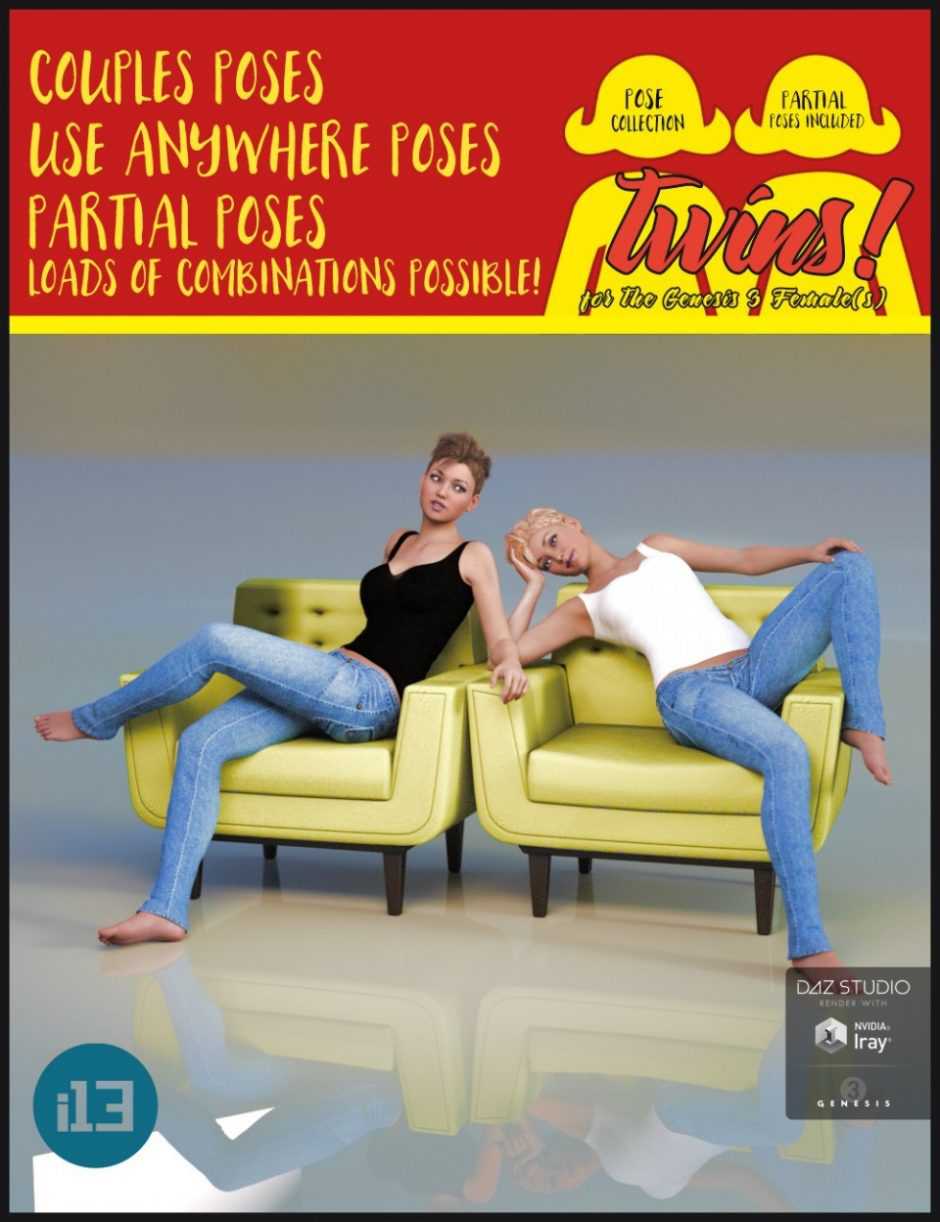 COUPLES POSES
USE ANYWHERE POSES
PARTIAL POSES
LOADS OF COMBINATIONS POSSIBLE!
POSE
COLLECTION
PARTIAL
POSES INCLUDED
twins!
for the Genesis 3 Female(s)
DAZ STUDIO
RENDER WITH
NVIDIA®
Iray®
3
GENESIS
i13